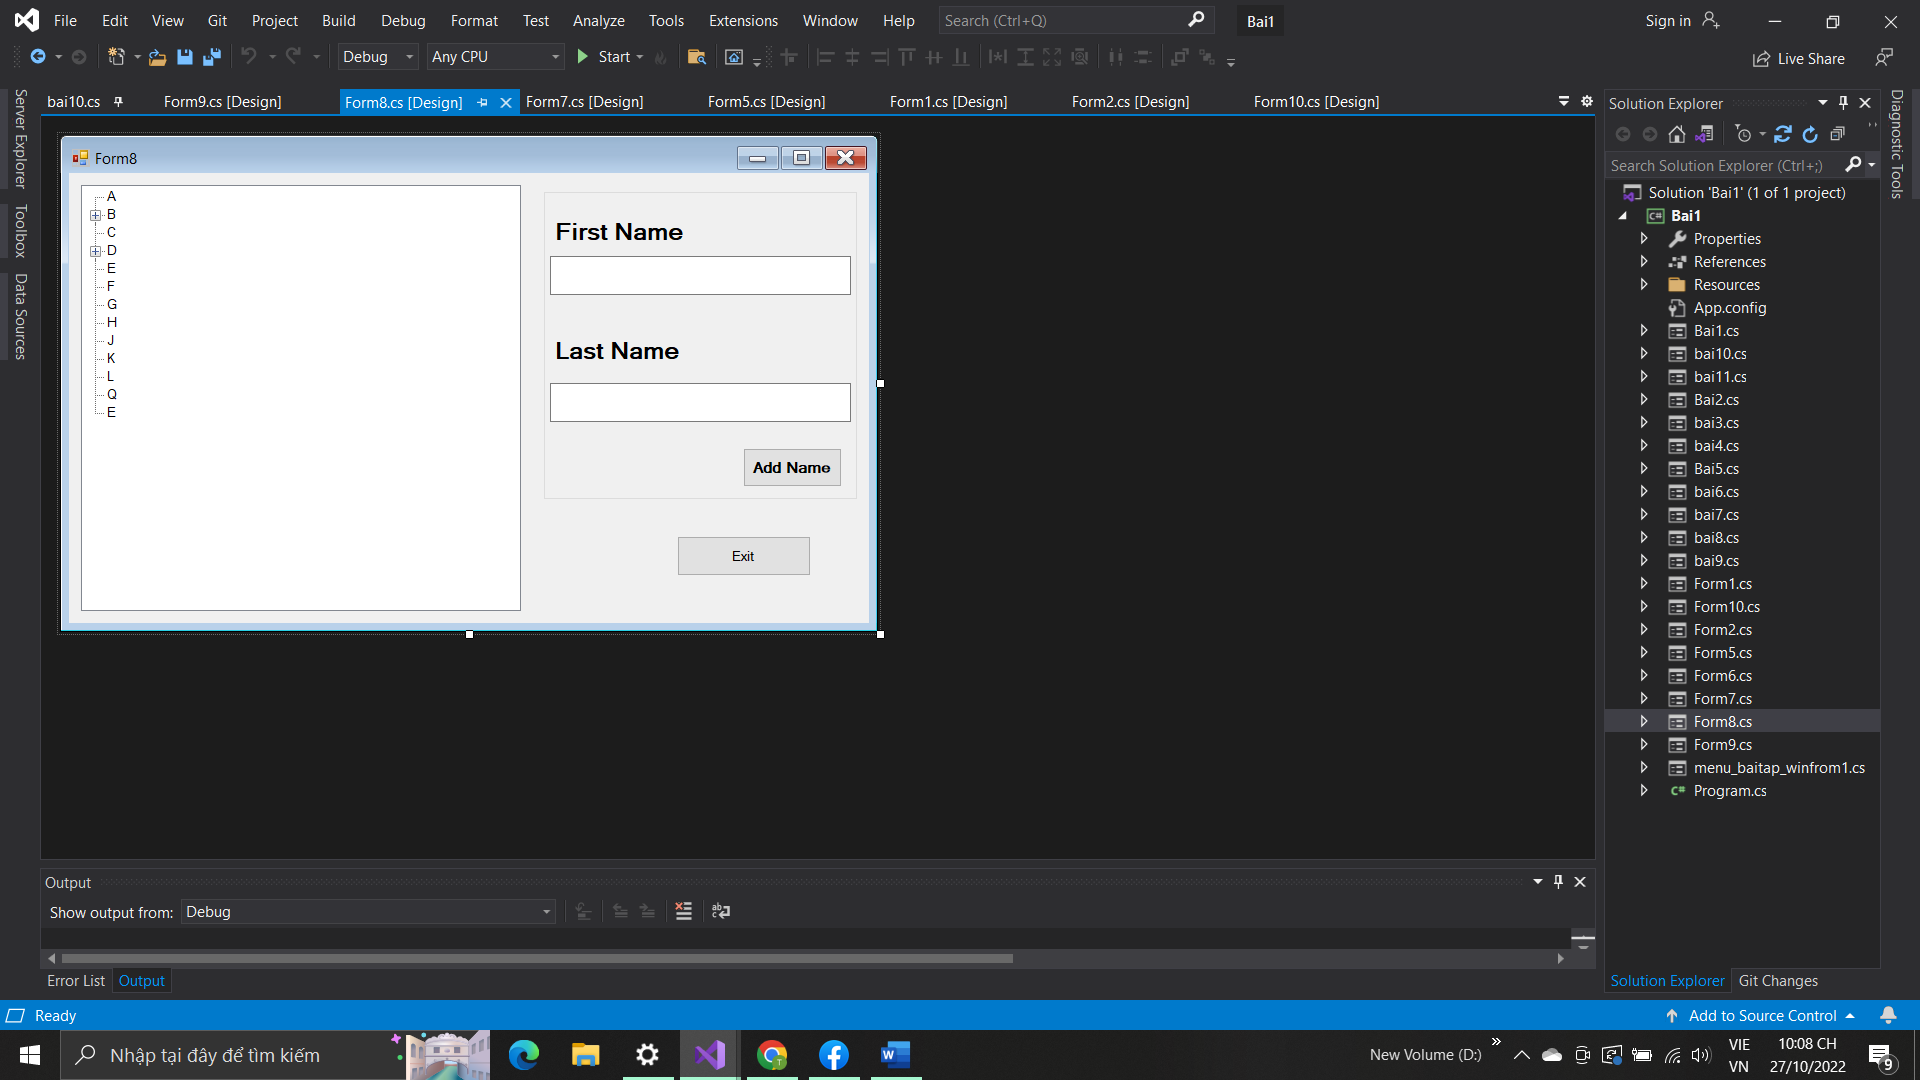 File Edit View Git Project Build Debug Format Test Analyze Tools Extensions Window Help Search (Ctrl+Q) Bai1 Sign in
Debug Any CPU Start Live Share
Server Explorer
Toolbox
Data Sources
bai10.cs Form9.cs [Design] Form8.cs [Design] Form7.cs [Design] Form5.cs [Design] Form1.cs [Design] Form2.cs [Design] Form10.cs [Design]
Form8
A
B
C
D
E
F
G
H
J
K
L
Q
E
First Name
Last Name
Add Name
Exit
Solution Explorer
Search Solution Explorer (Ctrl+;)
Solution 'Bai1' (1 of 1 project)
Bai1
Properties
References
Resources
App.config
Bai1.cs
bai10.cs
bai11.cs
Bai2.cs
bai3.cs
bai4.cs
Bai5.cs
bai6.cs
bai7.cs
bai8.cs
bai9.cs
Form1.cs
Form10.cs
Form2.cs
Form5.cs
Form6.cs
Form7.cs
Form8.cs
Form9.cs
menu_baitap_winfrom1.cs
Program.cs
Diagnostic Tools
Output
Show output from: Debug
Error List Output
Solution Explorer Git Changes
Ready Add to Source Control
Nhập tại đây để tìm kiếm
New Volume (D:)
VIE
VN
10:08 CH
27/10/2022
9